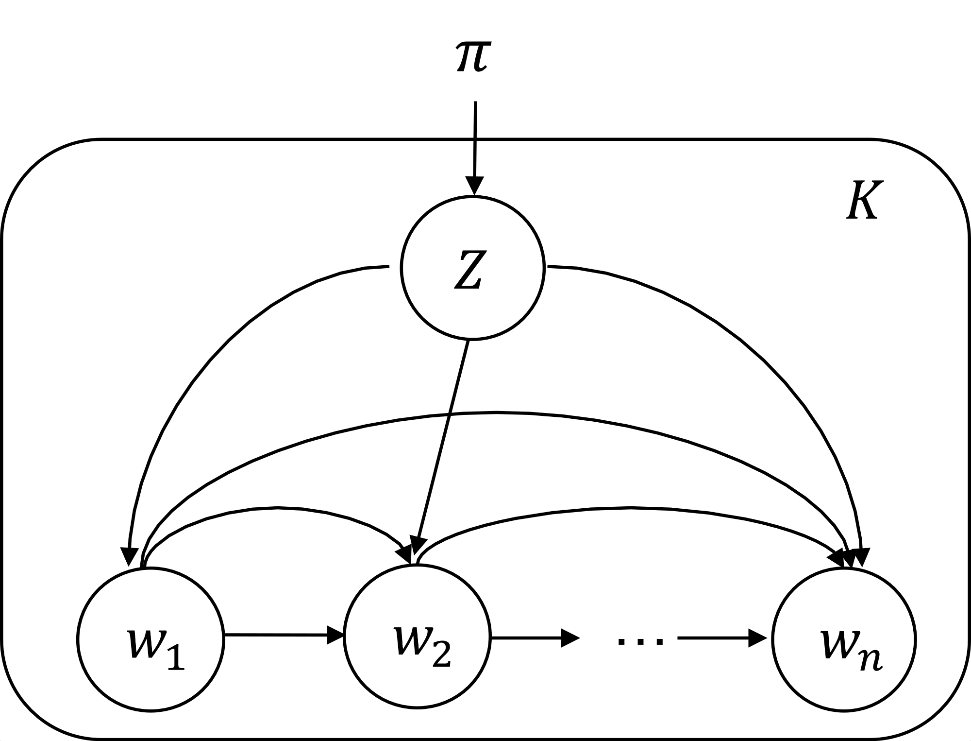 π
K
Z
w₁ w₂ ... wₙ